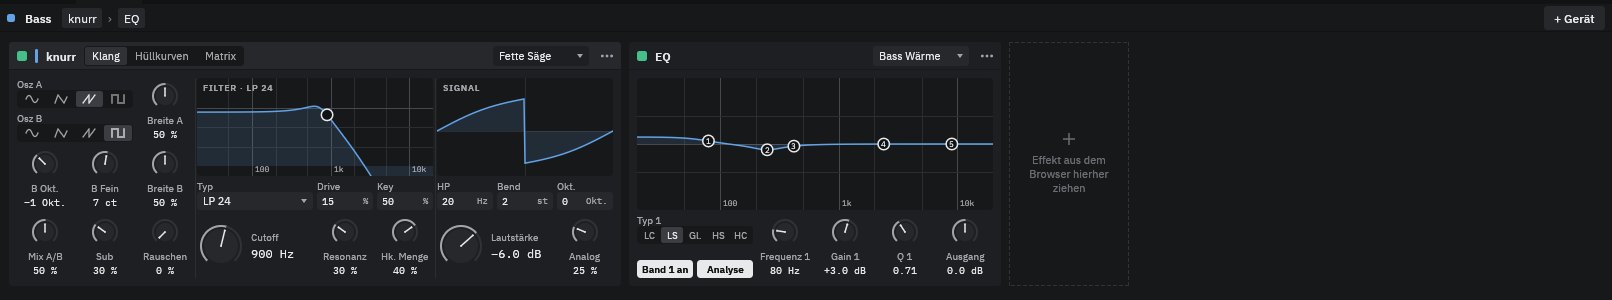 Bass knurr › EQ + Gerät
knurr Klang Hüllkurven Matrix Fette Säge
Osz A
Breite A
50 %
Osz B
B Okt. B Fein Breite B
−1 Okt. 7 ct 50 %
Mix A/B Sub Rauschen
50 % 30 % 0 %
FILTER · LP 24
100 1k 10k
SIGNAL
Typ Drive Key HP Bend Okt.
LP 24 15 % 50 % 20 Hz 2 st 0 Okt.
Cutoff
900 Hz
Resonanz Hk. Menge
30 % 40 %
Lautstärke
−6.0 dB
Analog
25 %
EQ Bass Wärme
1 2 3 4 5
100 1k 10k
Typ 1
LC LS GL HS HC
Band 1 an Analyse
Frequenz 1 Gain 1 Q 1 Ausgang
80 Hz +3.0 dB 0.71 0.0 dB
+
Effekt aus dem
Browser hierher
ziehen